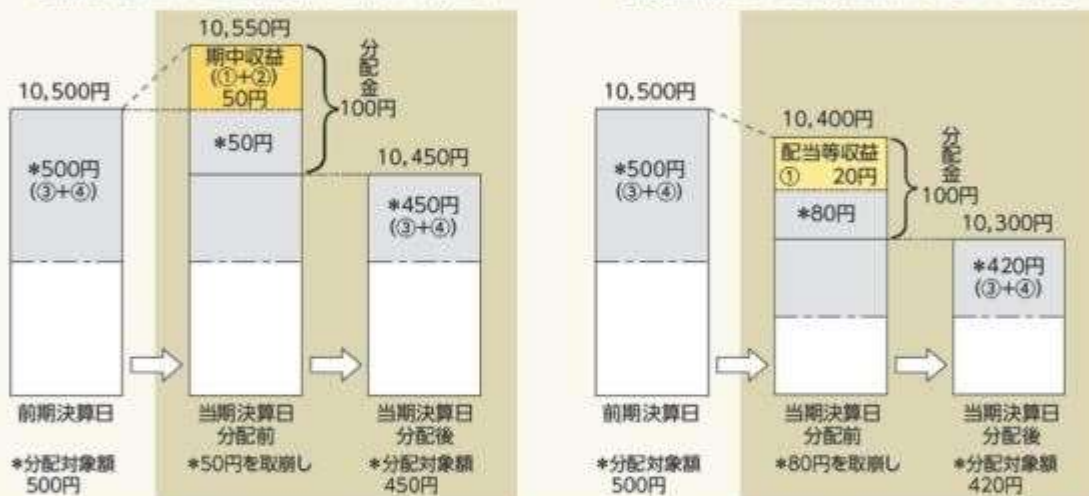 10,550円
期中収益
(①+②)
50円
分配金
100円
10,500円
*50円
10,450円
*500円
(③+④)
*450円
(③+④)
前期決算日
当期決算日
分配前
当期決算日
分配後
*分配対象額
500円
*50円を取崩し
*分配対象額
450円
10,500円
10,400円
配当等収益
① 20円
分配金
100円
*500円
(③+④)
*80円
10,300円
*420円
(③+④)
前期決算日
当期決算日
分配前
当期決算日
分配後
*分配対象額
500円
*80円を取崩し
*分配対象額
420円